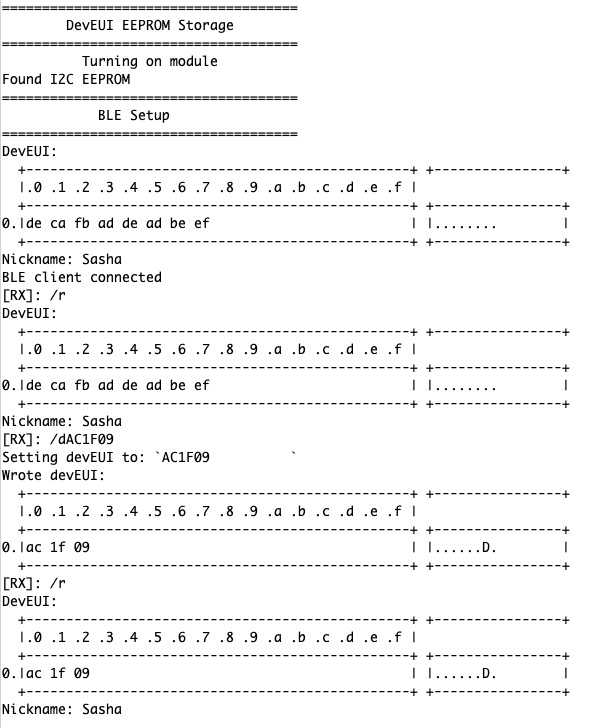 =====================================
        DevEUI EEPROM Storage
=====================================
          Turning on module
Found I2C EEPROM
=====================================
            BLE Setup
=====================================
DevEUI:
  +------------------------------------------------+ +----------------+
  |.0 .1 .2 .3 .4 .5 .6 .7 .8 .9 .a .b .c .d .e .f |
  +------------------------------------------------+ +----------------+
0.|de ca fb ad de ad be ef                         | |........        |
  +------------------------------------------------+ +----------------+
Nickname: Sasha
BLE client connected
[RX]: /r
DevEUI:
  +------------------------------------------------+ +----------------+
  |.0 .1 .2 .3 .4 .5 .6 .7 .8 .9 .a .b .c .d .e .f |
  +------------------------------------------------+ +----------------+
0.|de ca fb ad de ad be ef                         | |........        |
  +------------------------------------------------+ +----------------+
Nickname: Sasha
[RX]: /dAC1F09
Setting devEUI to: `AC1F09          `
Wrote devEUI:
  +------------------------------------------------+ +----------------+
  |.0 .1 .2 .3 .4 .5 .6 .7 .8 .9 .a .b .c .d .e .f |
  +------------------------------------------------+ +----------------+
0.|ac 1f 09                                        | |......D.        |
  +------------------------------------------------+ +----------------+
[RX]: /r
DevEUI:
  +------------------------------------------------+ +----------------+
  |.0 .1 .2 .3 .4 .5 .6 .7 .8 .9 .a .b .c .d .e .f |
  +------------------------------------------------+ +----------------+
0.|ac 1f 09                                        | |......D.        |
  +------------------------------------------------+ +----------------+
Nickname: Sasha